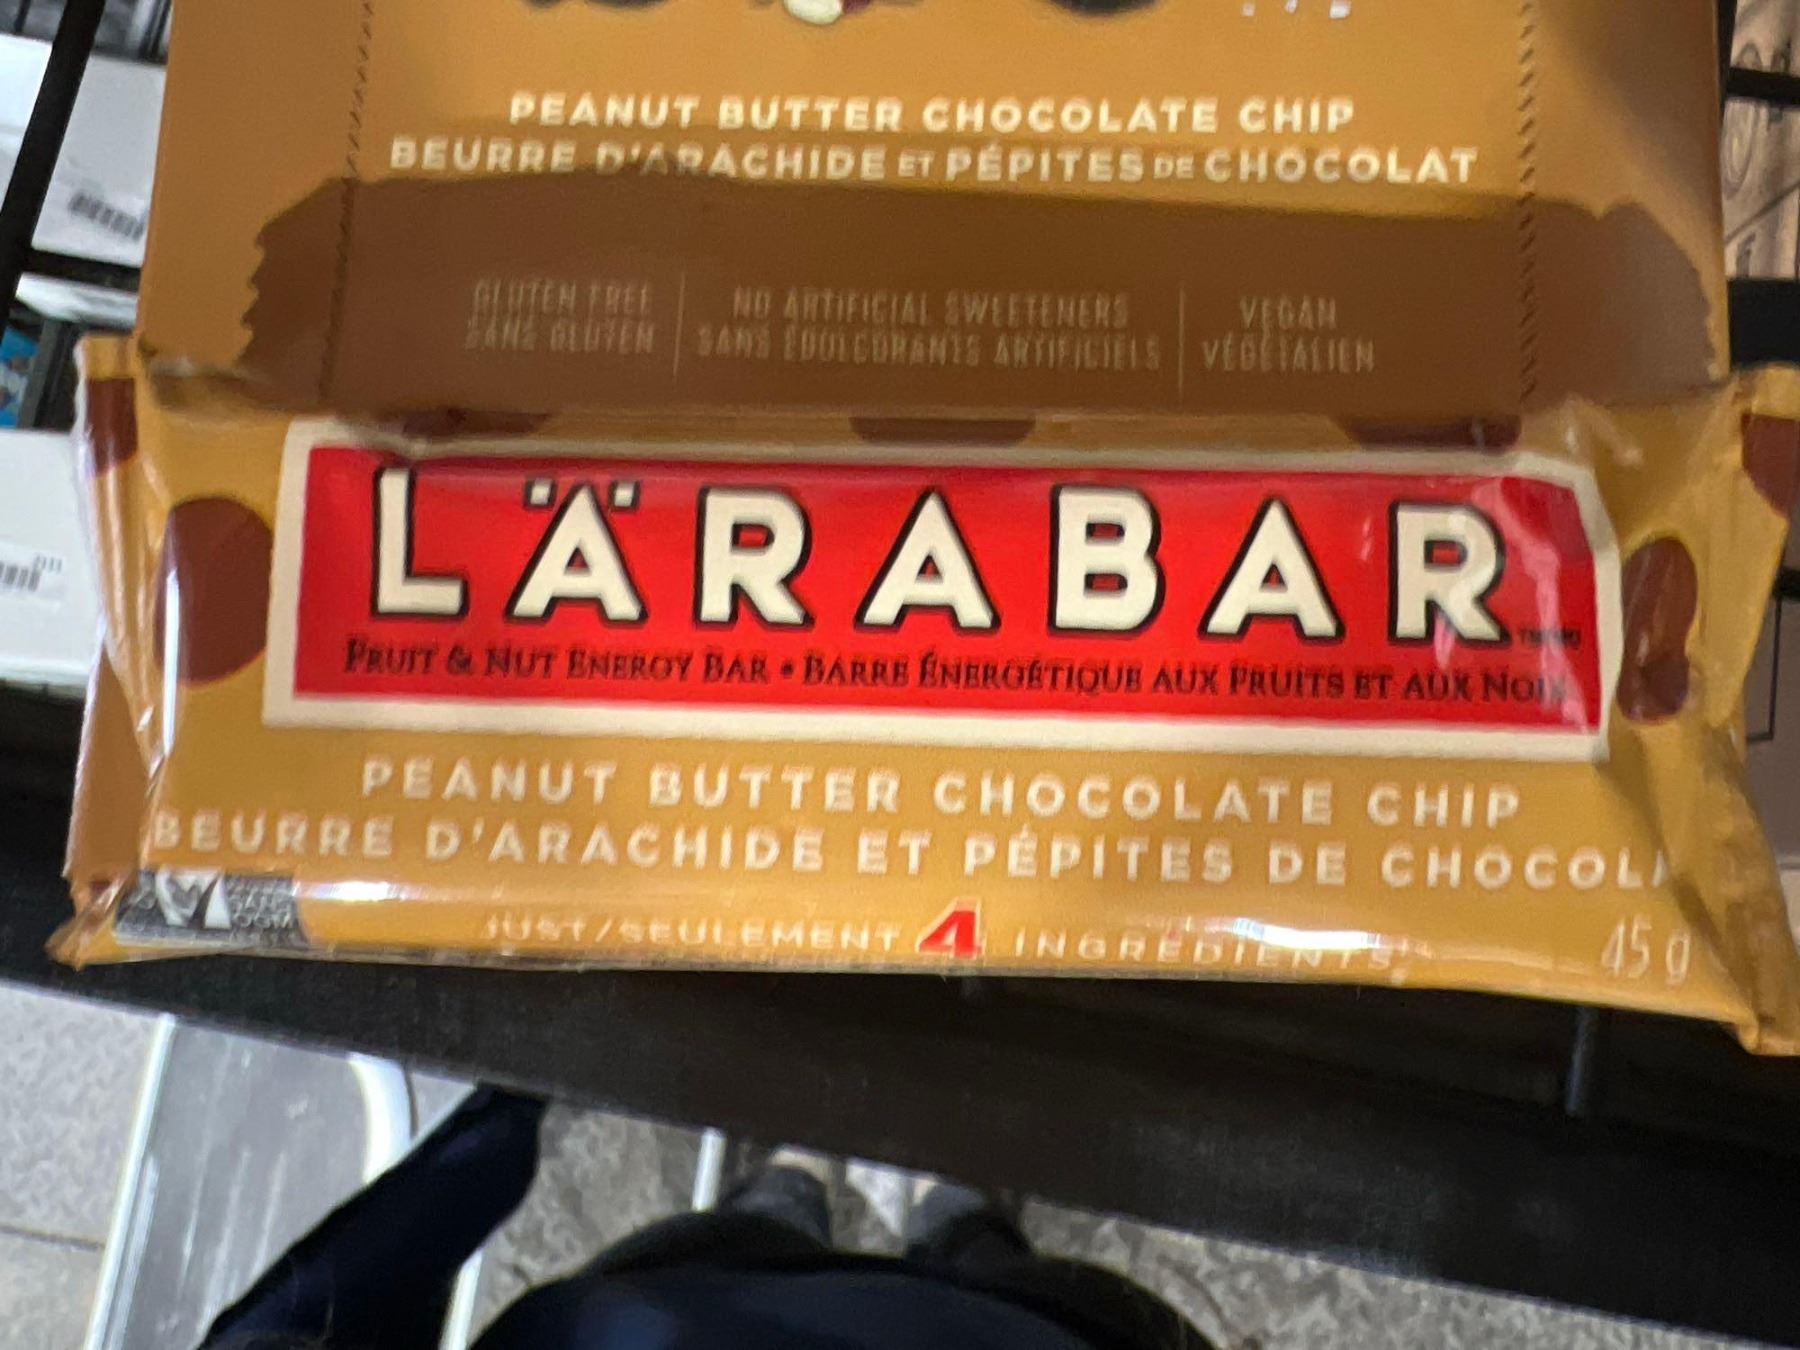 PEANUT BUTTER CHOCOLATE CHIP
BEURRE D'ARACHIDE ET PÉPITES DE CHOCOLAT
GLUTEN FREE
SANS GLUTEN
NO ARTIFICIAL SWEETENERS
SANS ÉDULCORANTS ARTIFICIELS
VEGAN
VÉGÉTALIEN
LÄRABAR
FRUIT & NUT ENERGY BAR • BARRE ÉNERGÉTIQUE AUX FRUITS ET AUX NOIX
PEANUT BUTTER CHOCOLATE CHIP
BEURRE D'ARACHIDE ET PÉPITES DE CHOCOLA
JUST/SEULEMENT 4 INGREDIENTS
45 g